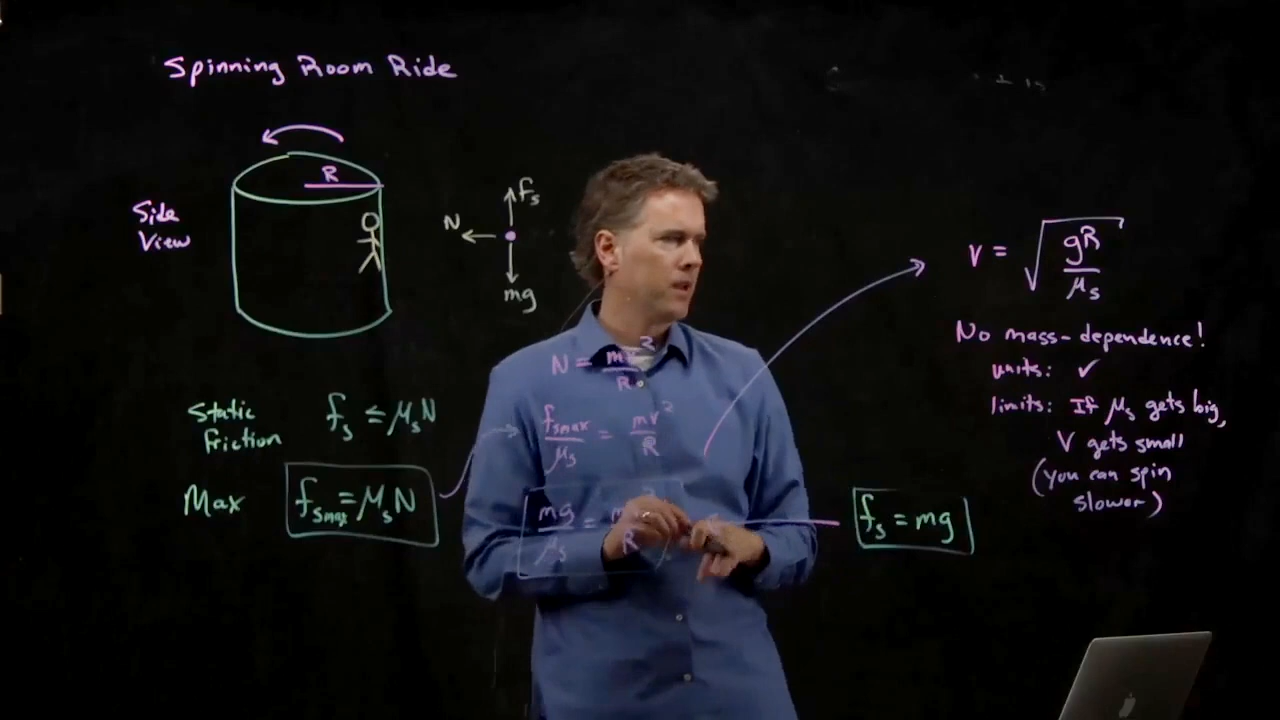 Spinning Room Ride
R
Side
View
fs
N
mg
N = mv²/R
Static
Friction
fs ≤ μsN
fsmax/μs = mv²/R
Max
fsmax = μsN
mg/μs =
R
fs = mg
v = √(gR/μs)
No mass-dependence!
units: ✓
limits: If μs gets big,
v gets small
(you can spin
slower)